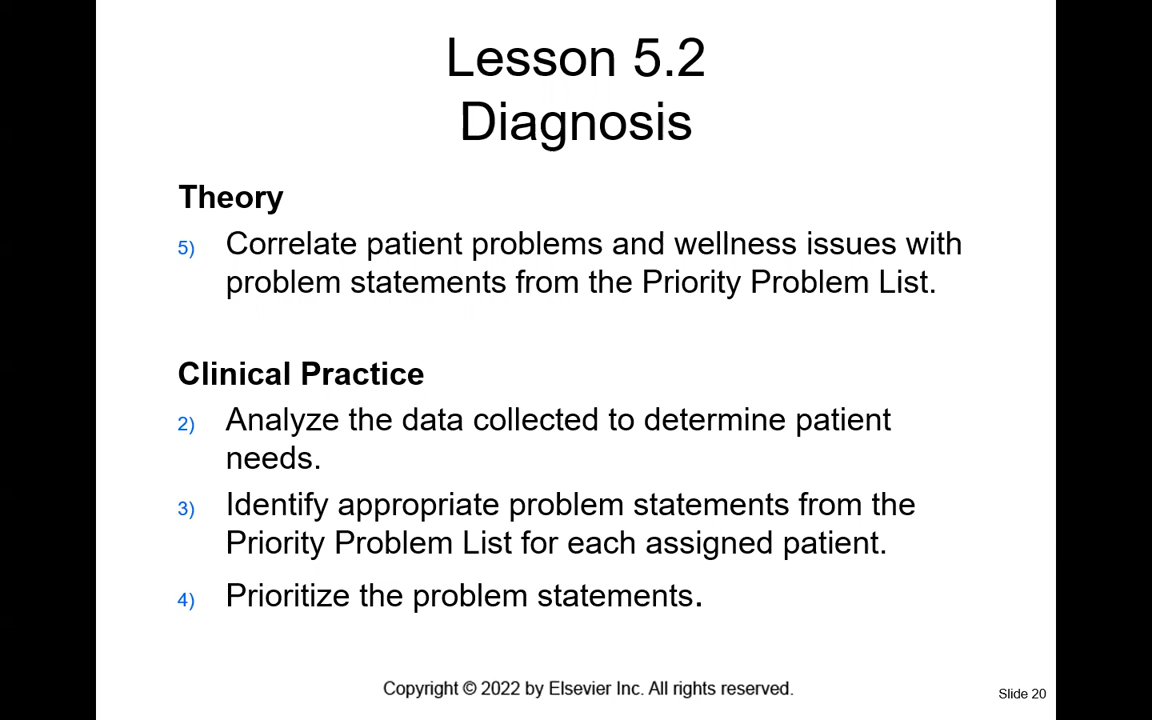 Lesson 5.2
Diagnosis
Theory
5) Correlate patient problems and wellness issues with
problem statements from the Priority Problem List.
Clinical Practice
2) Analyze the data collected to determine patient
needs.
3) Identify appropriate problem statements from the
Priority Problem List for each assigned patient.
4) Prioritize the problem statements.
Copyright © 2022 by Elsevier Inc. All rights reserved.
Slide 20